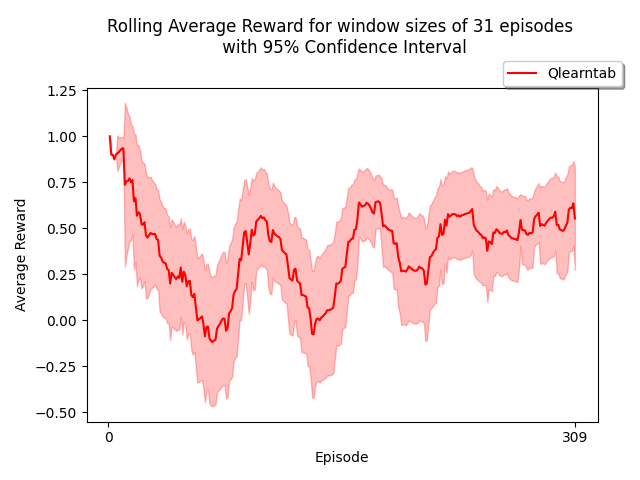 Rolling Average Reward for window sizes of 31 episodes
with 95% Confidence Interval
Qlearntab
1.25
1.00
0.75
0.50
0.25
0.00
−0.25
−0.50
Average Reward
0
309
Episode